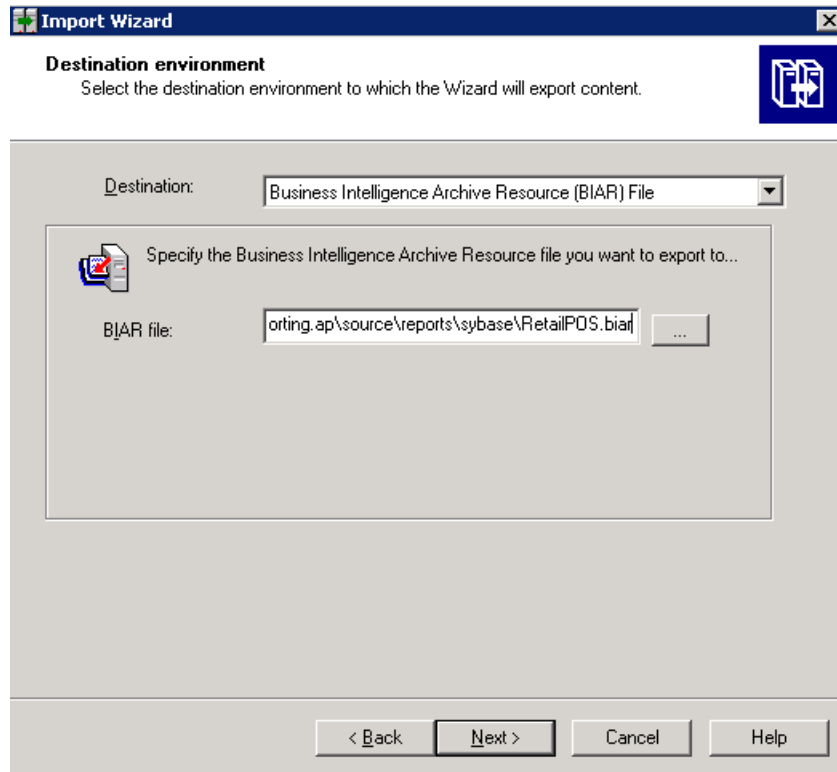 Import Wizard
Destination environment
Select the destination environment to which the Wizard will export content.
Destination:
Business Intelligence Archive Resource (BIAR) File
Specify the Business Intelligence Archive Resource file you want to export to...
BIAR file:
orting.ap\source\reports\sybase\RetailPOS.biar
...
< Back
Next >
Cancel
Help